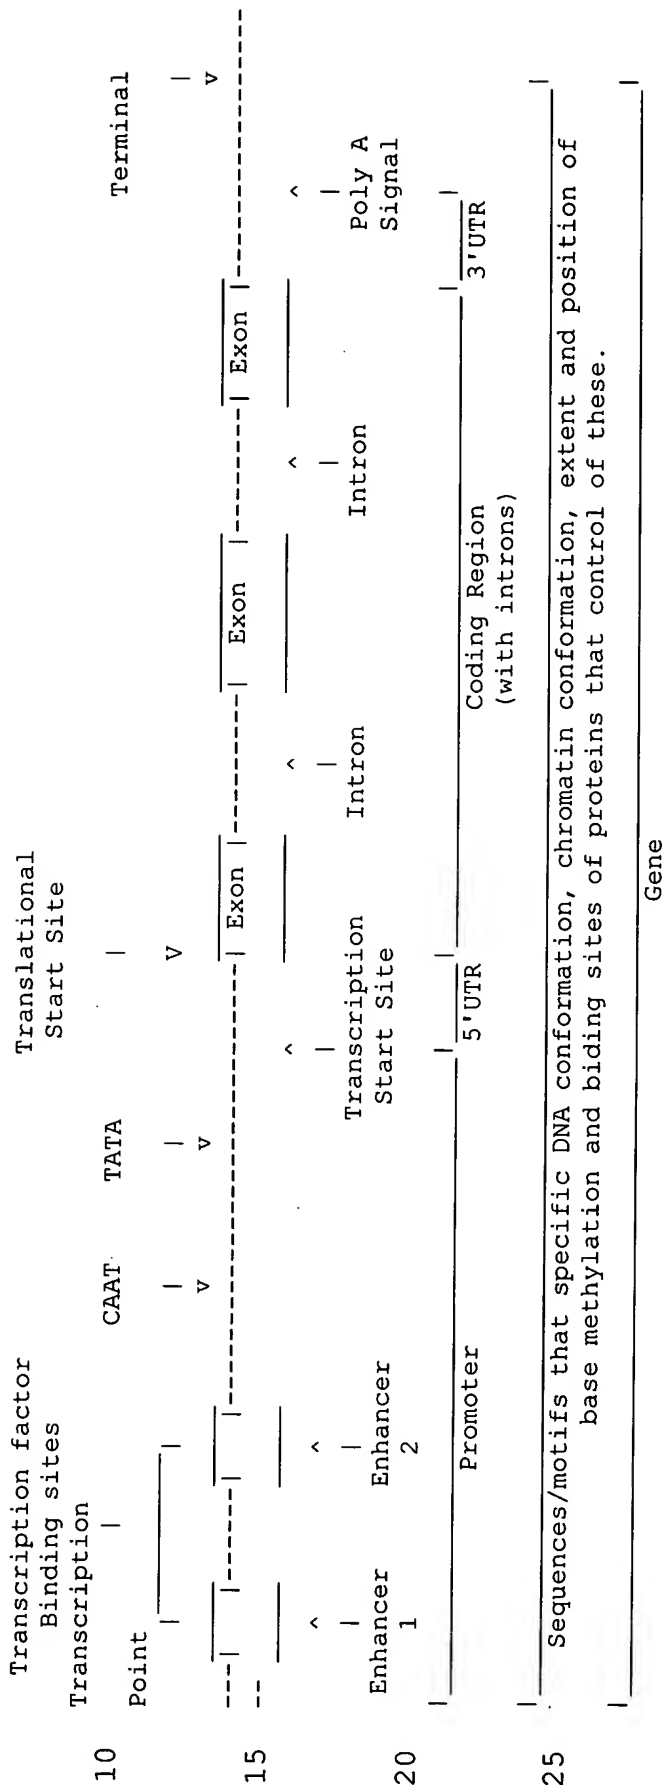 Transcription factor
Binding sites
Translational
Transcription
Start Site
10
CAAT
TATA
Terminal
Point
15
Exon
Exon
Exon
Enhancer
1
Enhancer
2
Transcription
Start Site
Intron
Intron
Poly A
Signal
20
Promoter
5'UTR
Coding Region
(with introns)
3'UTR
25
Sequences/motifs that specific DNA conformation, chromatin conformation, extent and position of
base methylation and biding sites of proteins that control of these.
Gene